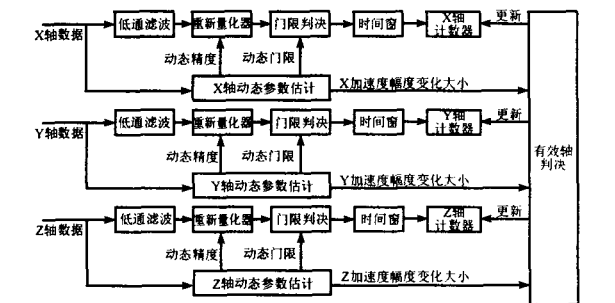 低通滤波 重新量化器 门限判决 时间窗 X轴计数器 更新
X轴数据
动态精度 动态门限
X轴动态参数估计 X加速度幅度变化大小
低通滤波 重新量化器 门限判决 时间窗 Y轴计数器 更新
Y轴数据
动态精度 动态门限
有效轴判决
Y轴动态参数估计 Y加速度幅度变化大小
低通滤波 重新量化器 门限判决 时间窗 Z轴计数器 更新
Z轴数据
动态精度 动态门限
Z轴动态参数估计 Z加速度幅度变化大小